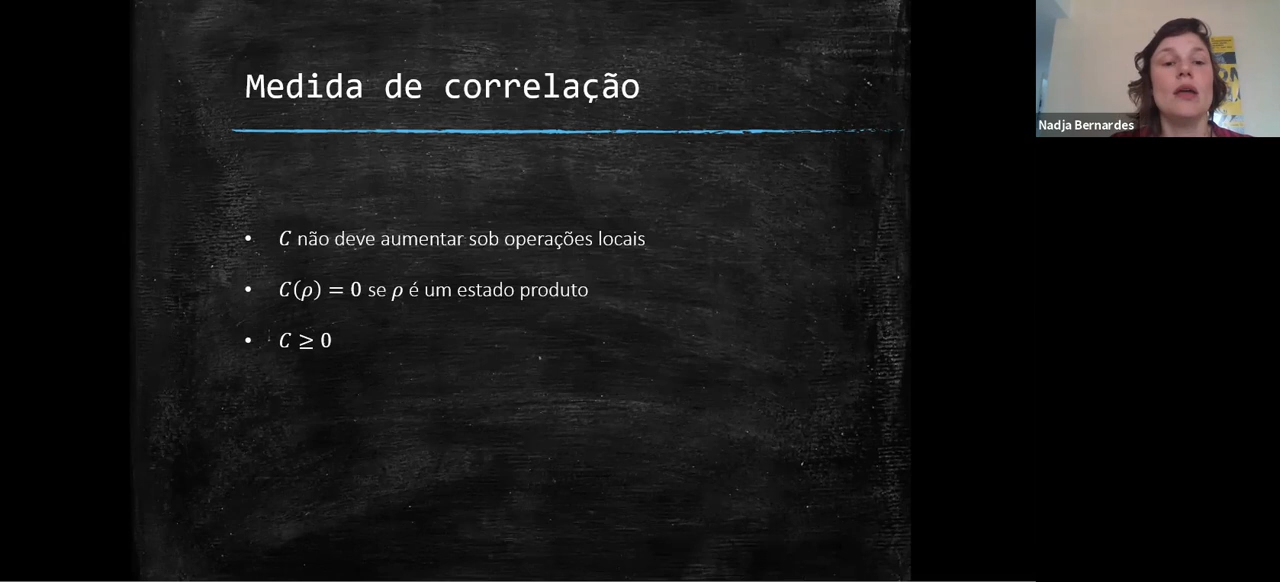 Medida de correlação
• C não deve aumentar sob operações locais
• C(ρ) = 0 se ρ é um estado produto
• C ≥ 0
Nadja Bernardes